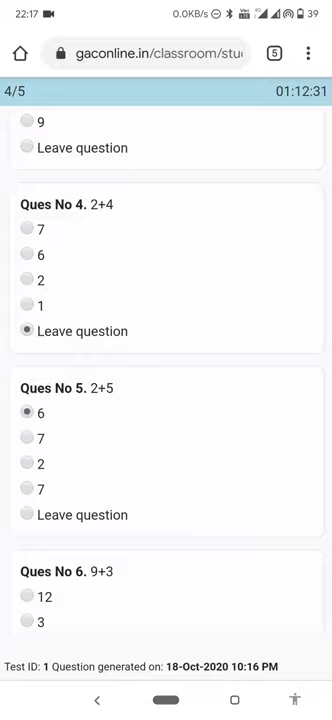 22:17 0.0KB/s 4G 39
gaconline.in/classroom/stu 5
4/5 01:12:31
9
Leave question
Ques No 4. 2+4
7
6
2
1
Leave question
Ques No 5. 2+5
6
7
2
7
Leave question
Ques No 6. 9+3
12
3
Test ID: 1 Question generated on: 18-Oct-2020 10:16 PM